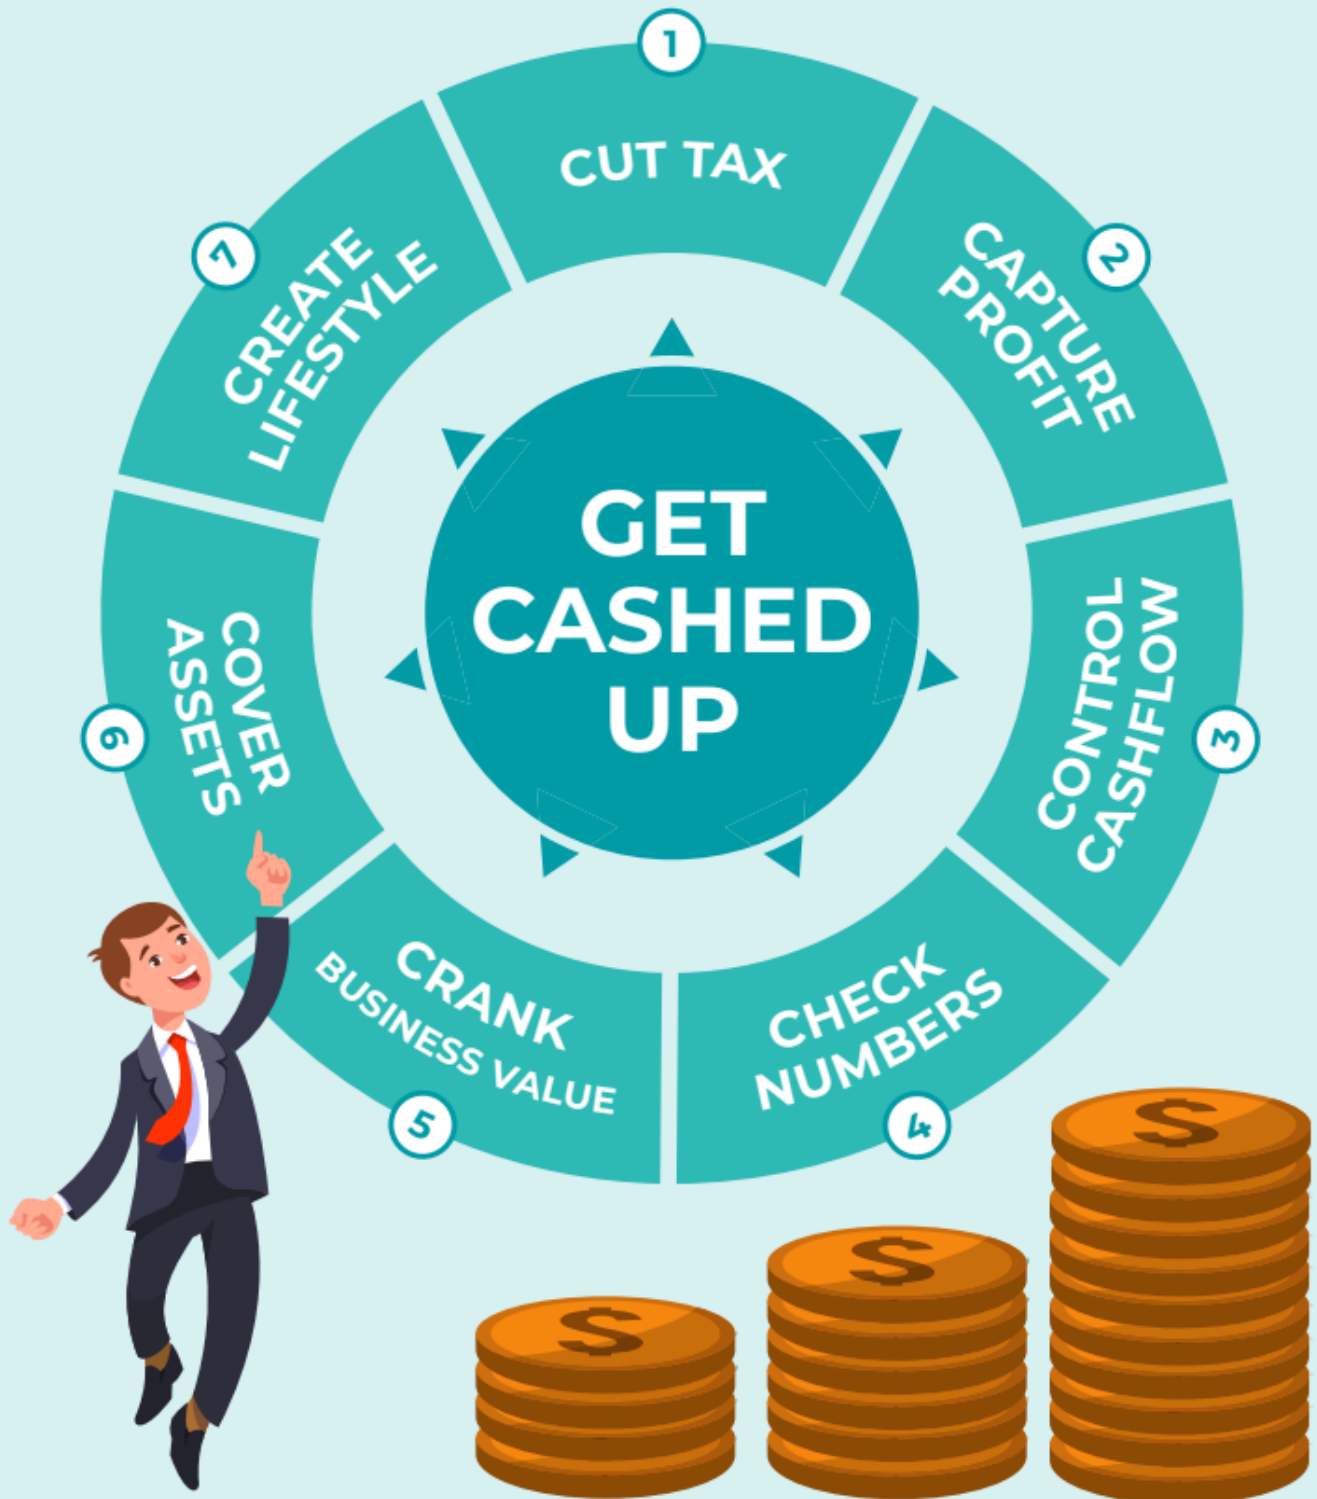 1
CUT TAX
2
CAPTURE
PROFIT
3
CONTROL
CASHFLOW
4
CHECK
NUMBERS
5
CRANK
BUSINESS VALUE
6
COVER
ASSETS
7
CREATE
LIFESTYLE
GET
CASHED
UP
$
$
$